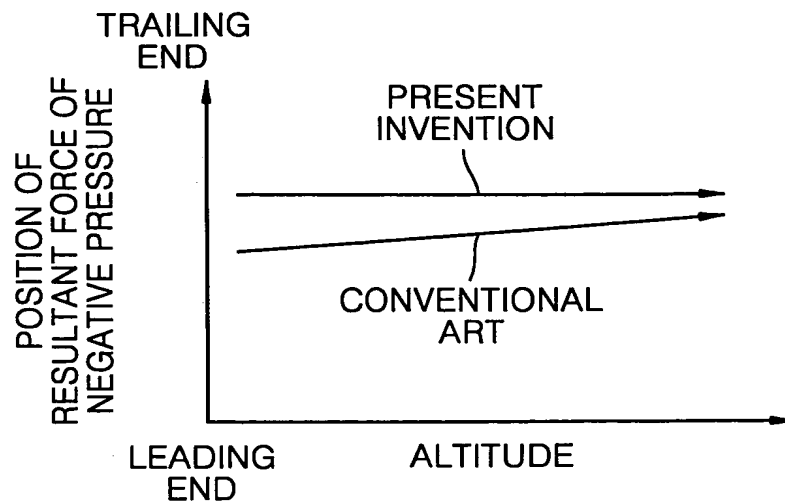 TRAILING
END
POSITION OF
RESULTANT FORCE OF
NEGATIVE PRESSURE
PRESENT
INVENTION
CONVENTIONAL
ART
LEADING
END
ALTITUDE